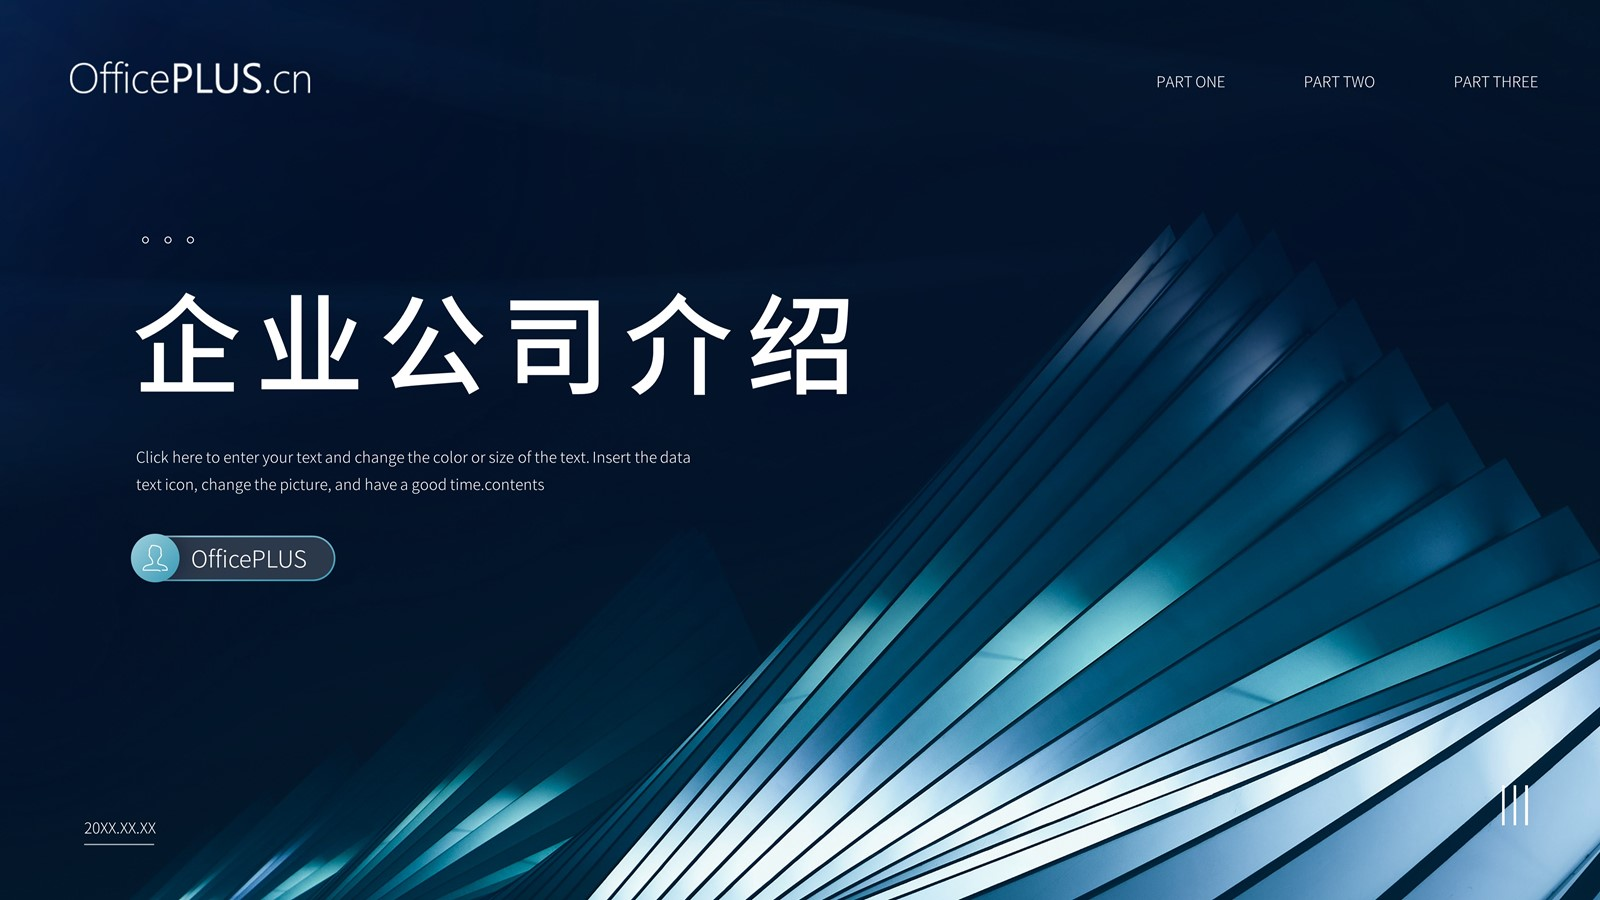 OfficePLUS.cn
PART ONE
PART TWO
PART THREE
企业公司介绍
Click here to enter your text and change the color or size of the text. Insert the data
text icon, change the picture, and have a good time.contents
OfficePLUS
20XX.XX.XX